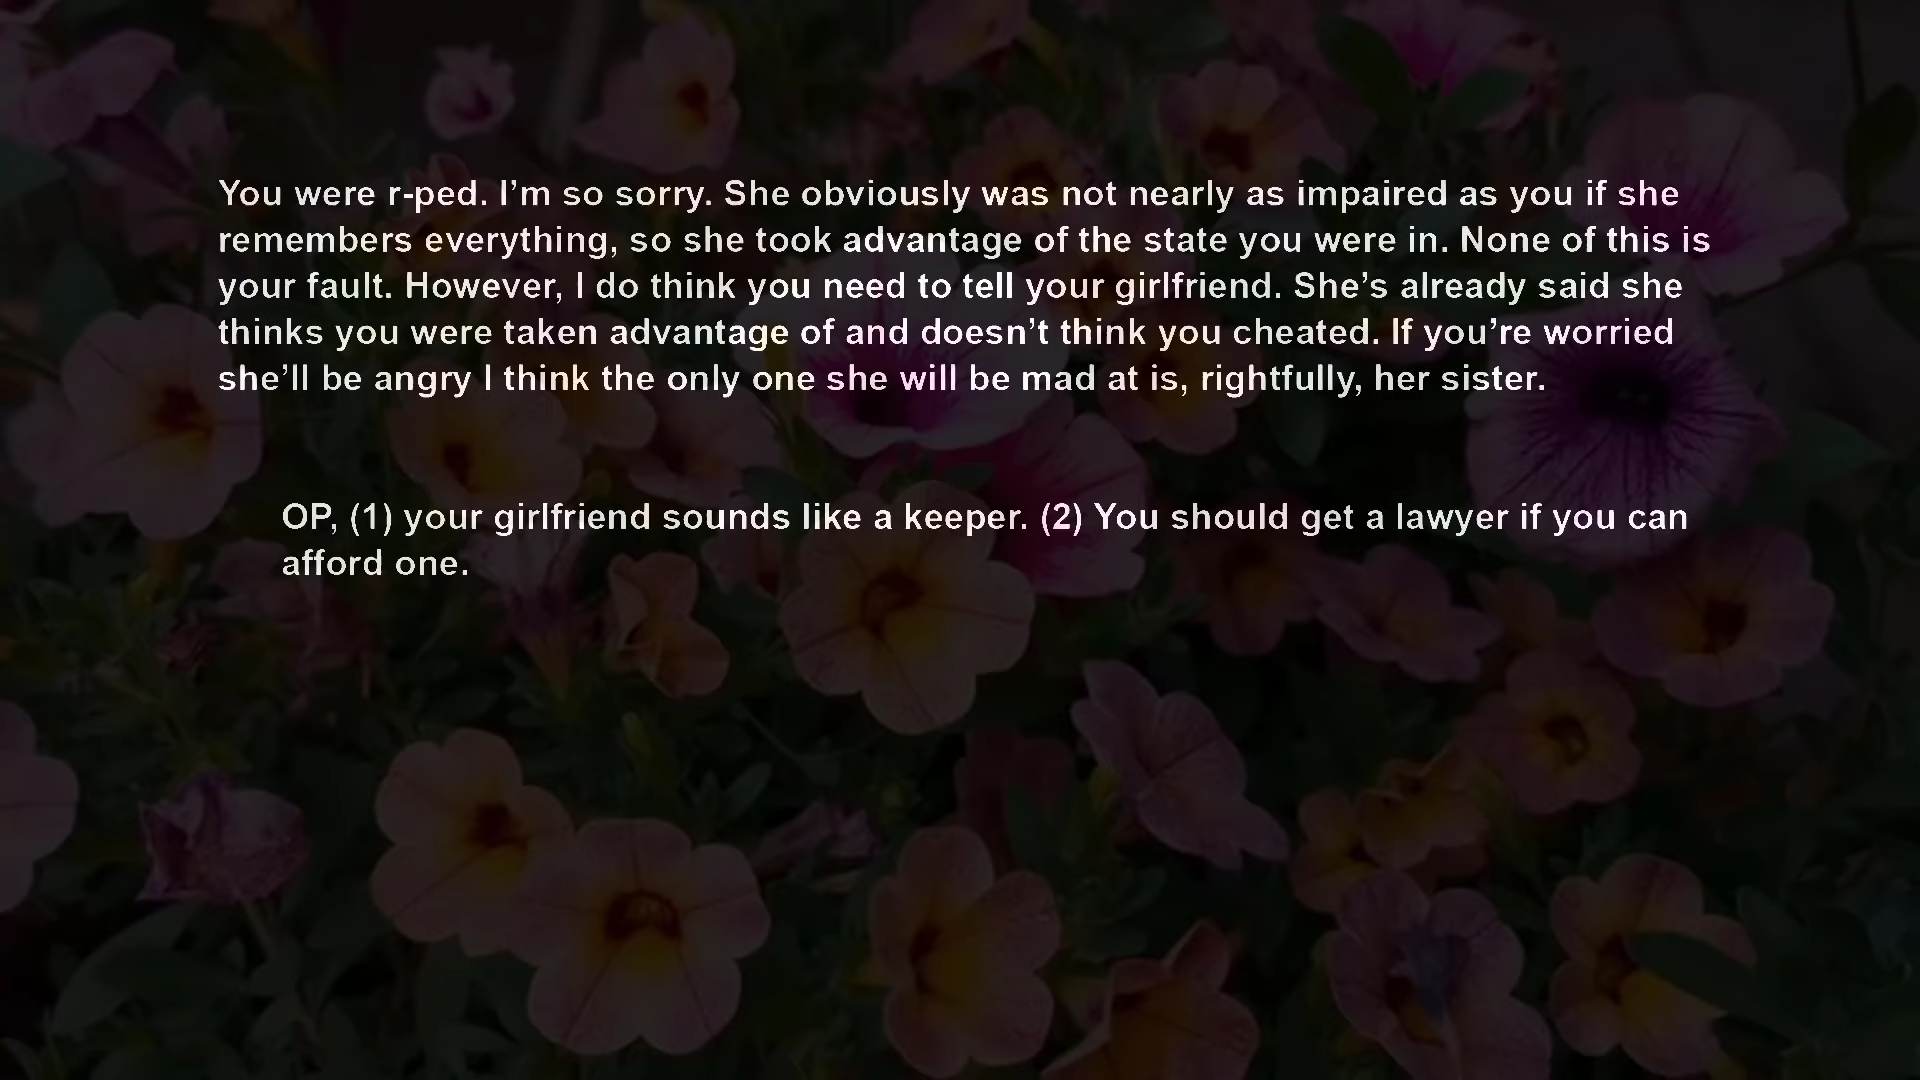 You were r-ped. I’m so sorry. She obviously was not nearly as impaired as you if she
remembers everything, so she took advantage of the state you were in. None of this is
your fault. However, I do think you need to tell your girlfriend. She’s already said she
thinks you were taken advantage of and doesn’t think you cheated. If you’re worried
she’ll be angry I think the only one she will be mad at is, rightfully, her sister.
OP, (1) your girlfriend sounds like a keeper. (2) You should get a lawyer if you can
afford one.